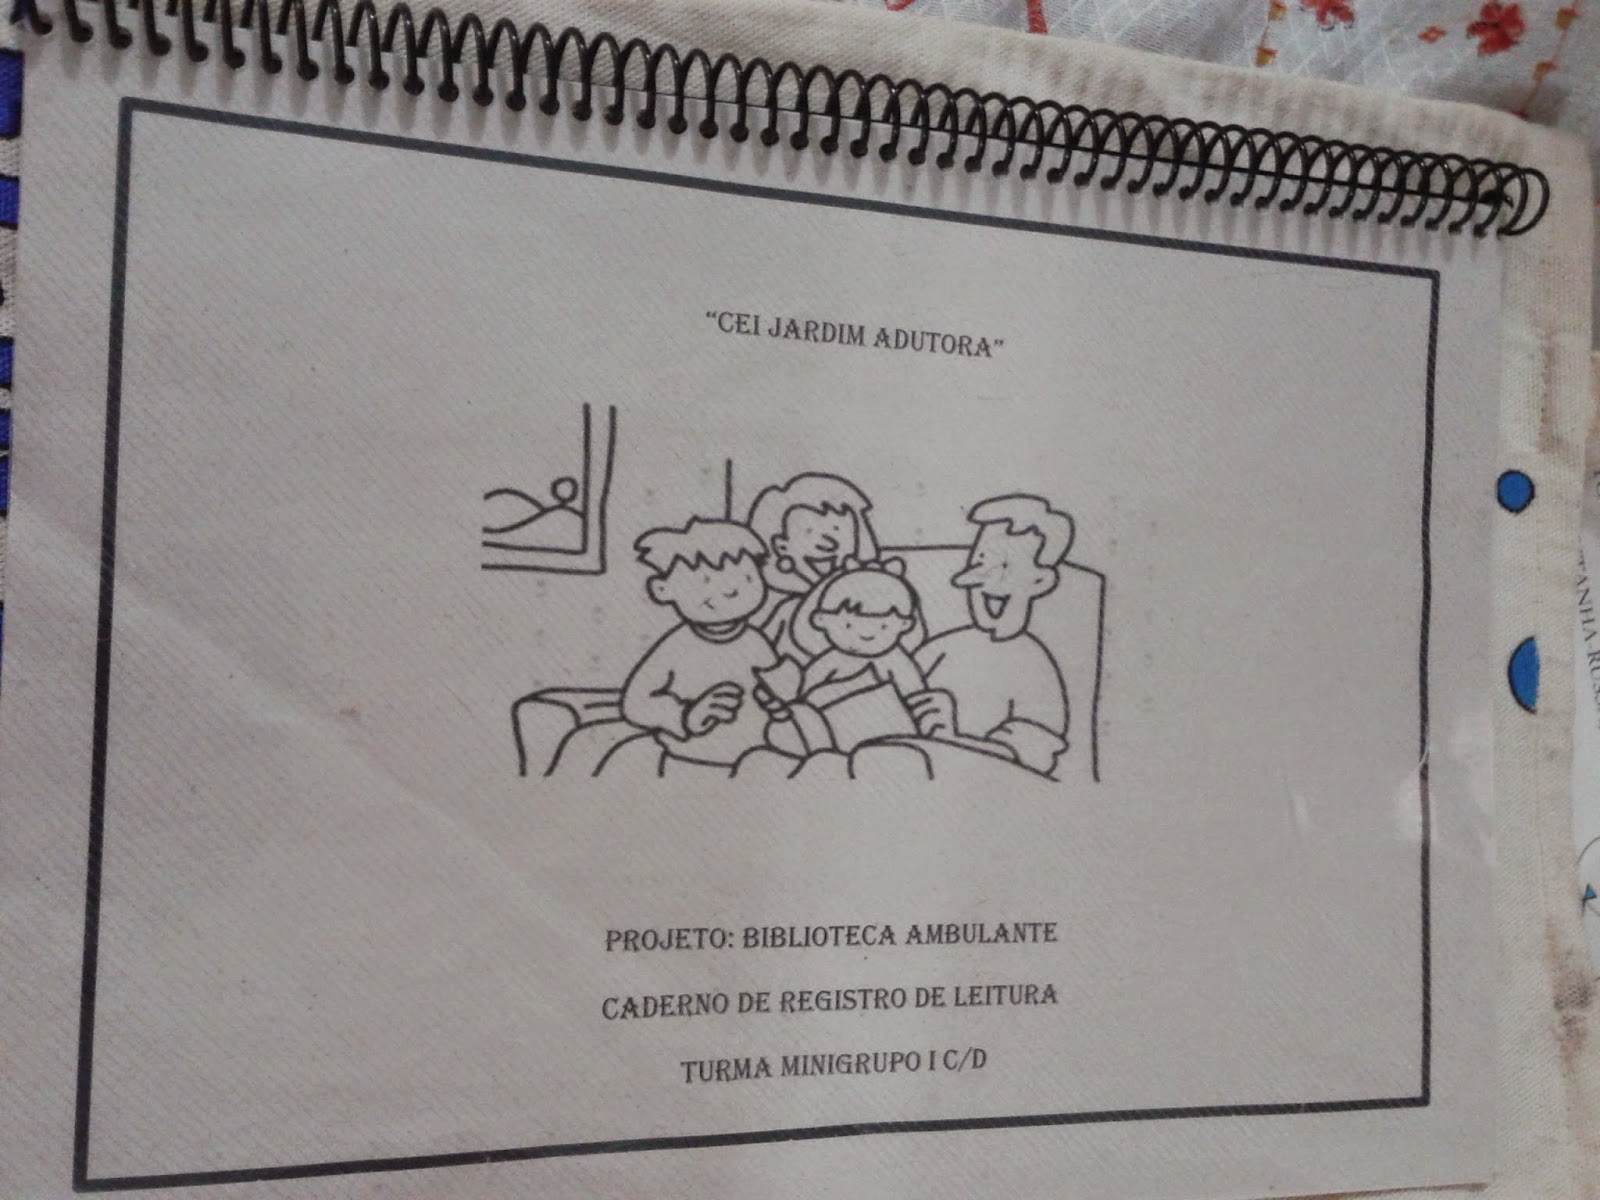 “CEI JARDIM ADUTORA”
PROJETO: BIBLIOTECA AMBULANTE
CADERNO DE REGISTRO DE LEITURA
TURMA MINIGRUPO I C/D